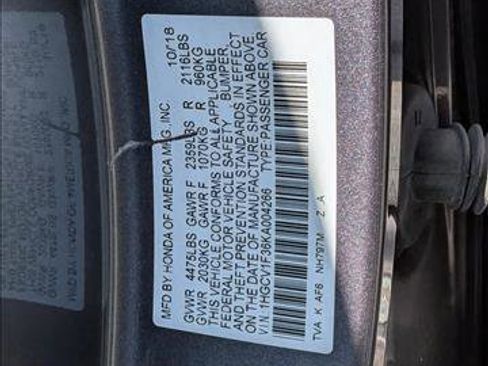 MFD BY HONDA OF AMERICA MFG., INC. 10/18
GVWR 4475LBS GAWR F 2359LBS R 2116LBS
GVWR 2030KG GAWR F 1070KG R 960KG
THIS VEHICLE CONFORMS TO ALL APPLICABLE
FEDERAL MOTOR VEHICLE SAFETY, BUMPER,
AND THEFT PREVENTION STANDARDS IN EFFECT
ON THE DATE OF MANUFACTURE SHOWN ABOVE.
V.I.N. 1HGCV1F36KA004266 TYPE:PASSENGER CAR
TVA K AF6 NH797M Z A